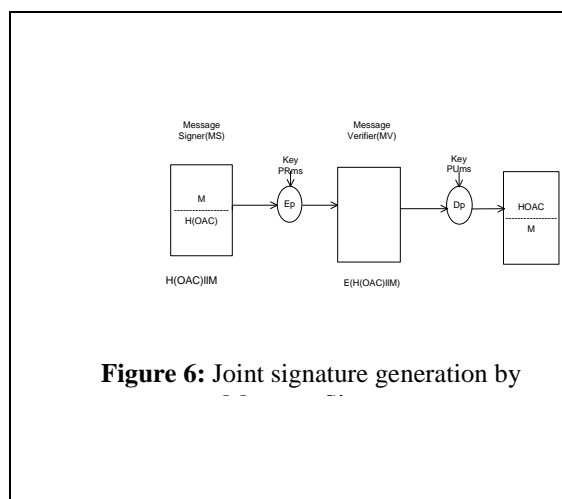 Message
Signer(MS)
Message
Verifier(MV)
Key
PRms
Key
PUms
M
H(OAC)
Ep
Dp
HOAC
M
H(OAC)IIM
E(H(OAC)IIM)
Figure 6: Joint signature generation by